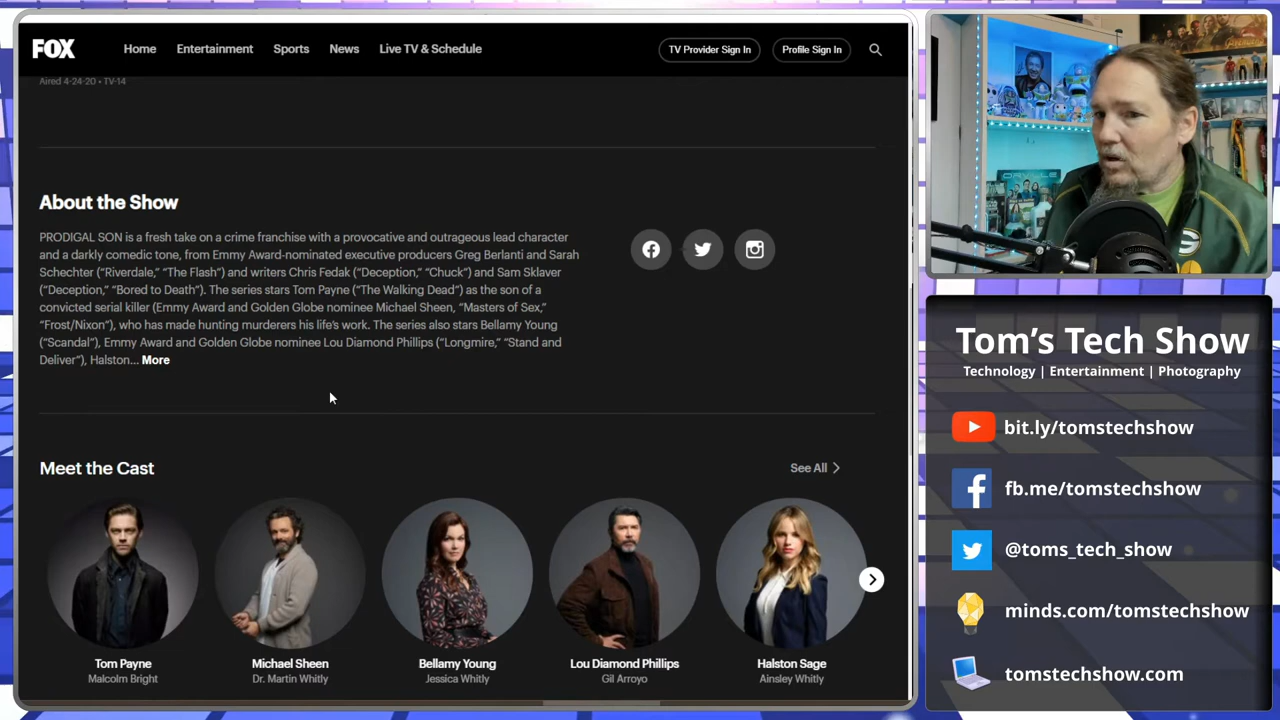 FOX
Home Entertainment Sports News Live TV & Schedule TV Provider Sign In Profile Sign In
Aired 4-24-20 • TV-14
About the Show
PRODIGAL SON is a fresh take on a crime franchise with a provocative and outrageous lead character
and a darkly comedic tone, from Emmy Award-nominated executive producers Greg Berlanti and Sarah
Schechter (“Riverdale,” “The Flash”) and writers Chris Fedak (“Deception,” “Chuck”) and Sam Sklaver
(“Deception,” “Bored to Death”). The series stars Tom Payne (“The Walking Dead”) as the son of a
convicted serial killer (Emmy Award and Golden Globe nominee Michael Sheen, “Masters of Sex,”
“Frost/Nixon”), who has made hunting murderers his life’s work. The series also stars Bellamy Young
(“Scandal”), Emmy Award and Golden Globe nominee Lou Diamond Phillips (“Longmire,” “Stand and
Deliver”), Halston... More
Meet the Cast
See All
Tom Payne
Malcolm Bright
Michael Sheen
Dr. Martin Whitly
Bellamy Young
Jessica Whitly
Lou Diamond Phillips
Gil Arroyo
Halston Sage
Ainsley Whitly
ORVILLE
Tom’s Tech Show
Technology | Entertainment | Photography
bit.ly/tomstechshow
fb.me/tomstechshow
@toms_tech_show
minds.com/tomstechshow
tomstechshow.com